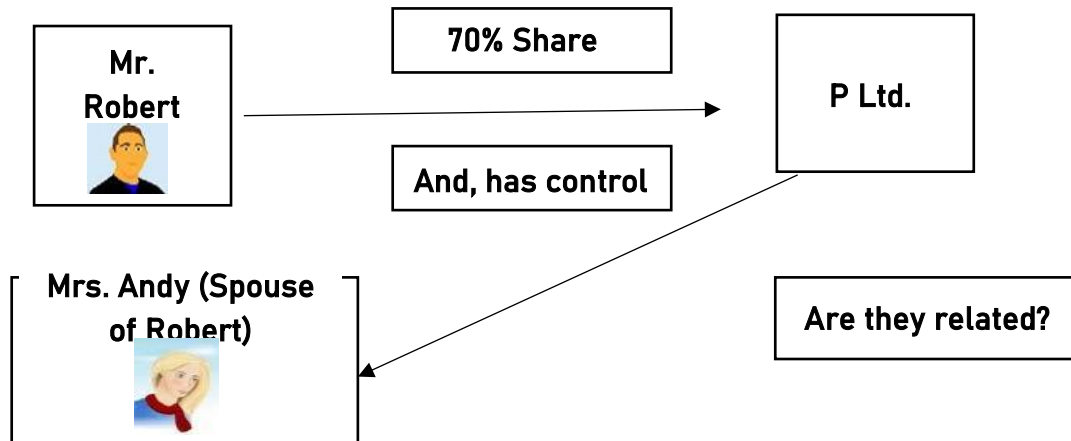 Mr.
Robert
70% Share
And, has control
P Ltd.
Mrs. Andy (Spouse
of Robert)
Are they related?